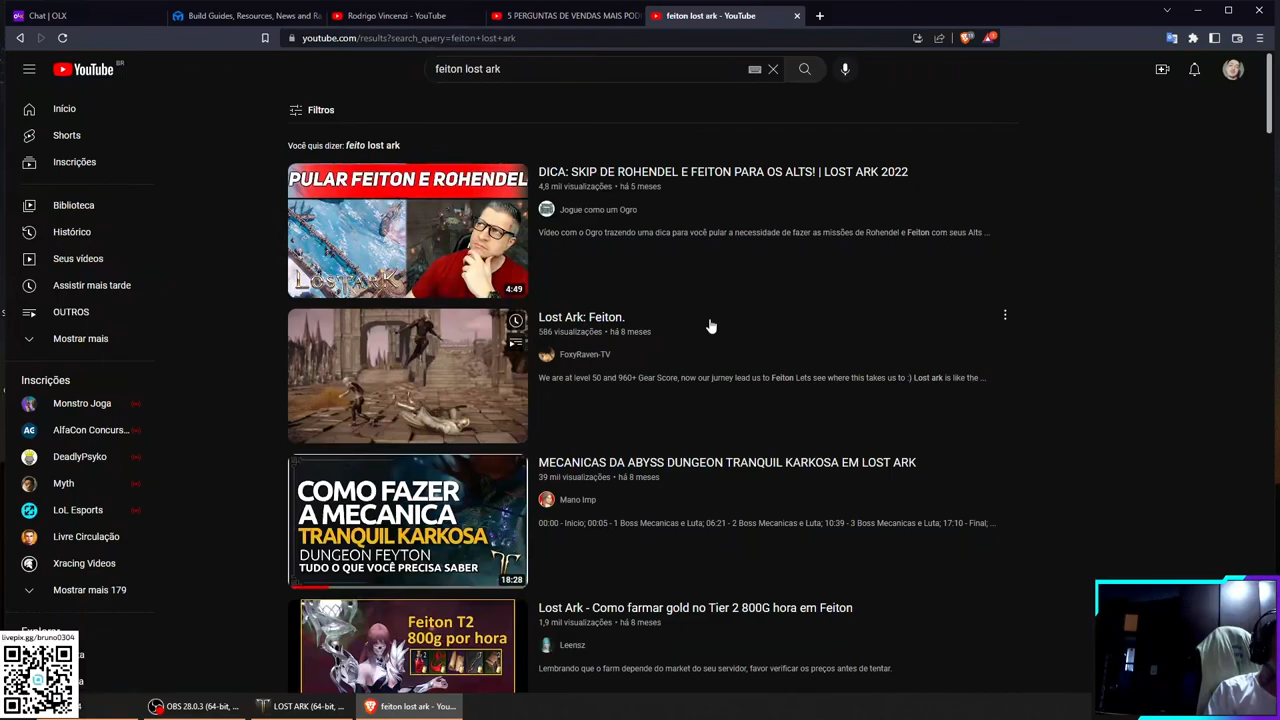 Chat | OLX
Build Guides, Resources, News and Ra
Rodrigo Vincenzi - YouTube
5 PERGUNTAS DE VENDAS MAIS POD
feiton lost ark - YouTube
youtube.com/results?search_query=feiton+lost+ark
YouTube BR
feiton lost ark
Início
Shorts
Inscrições
Biblioteca
Histórico
Seus vídeos
Assistir mais tarde
OUTROS
Mostrar mais
Inscrições
Monstro Joga
AlfaCon Concurs...
DeadlyPsyko
Myth
LoL Esports
Livre Circulação
Xracing Videos
Mostrar mais 179
Filtros
Você quis dizer: feito lost ark
PULAR FEITON E ROHENDEL
LOST ARK
4:49
DICA: SKIP DE ROHENDEL E FEITON PARA OS ALTS! | LOST ARK 2022
4,8 mil visualizações • há 5 meses
Jogue como um Ogro
Vídeo com o Ogro trazendo uma dica para você pular a necessidade de fazer as missões de Rohendel e Feiton com seus Alts ...
Lost Ark: Feiton.
586 visualizações • há 8 meses
FoxyRaven-TV
We are at level 50 and 960+ Gear Score, now our jurney lead us to Feiton Lets see where this takes us to :) Lost ark is like the ...
COMO FAZER
A MECANICA
TRANQUIL KARKOSA
DUNGEON FEYTON
TUDO O QUE VOCÊ PRECISA SABER
18:28
MECANICAS DA ABYSS DUNGEON TRANQUIL KARKOSA EM LOST ARK
39 mil visualizações • há 8 meses
Mano Imp
00:00 - Inicio; 00:05 - 1 Boss Mecanicas e Luta; 06:21 - 2 Boss Mecanicas e Luta; 10:39 - 3 Boss Mecanicas e Luta; 17:10 - Final; ...
Feiton T2
800g por hora
Lost Ark - Como farmar gold no Tier 2 800G hora em Feiton
1,9 mil visualizações • há 8 meses
Leensz
Lembrando que o farm depende do market do seu servidor, favor verificar os preços antes de tentar.
livepix.gg/bruno0304
OBS 28.0.3 (64-bit, ...
LOST ARK (64-bit, ...
feiton lost ark - You...